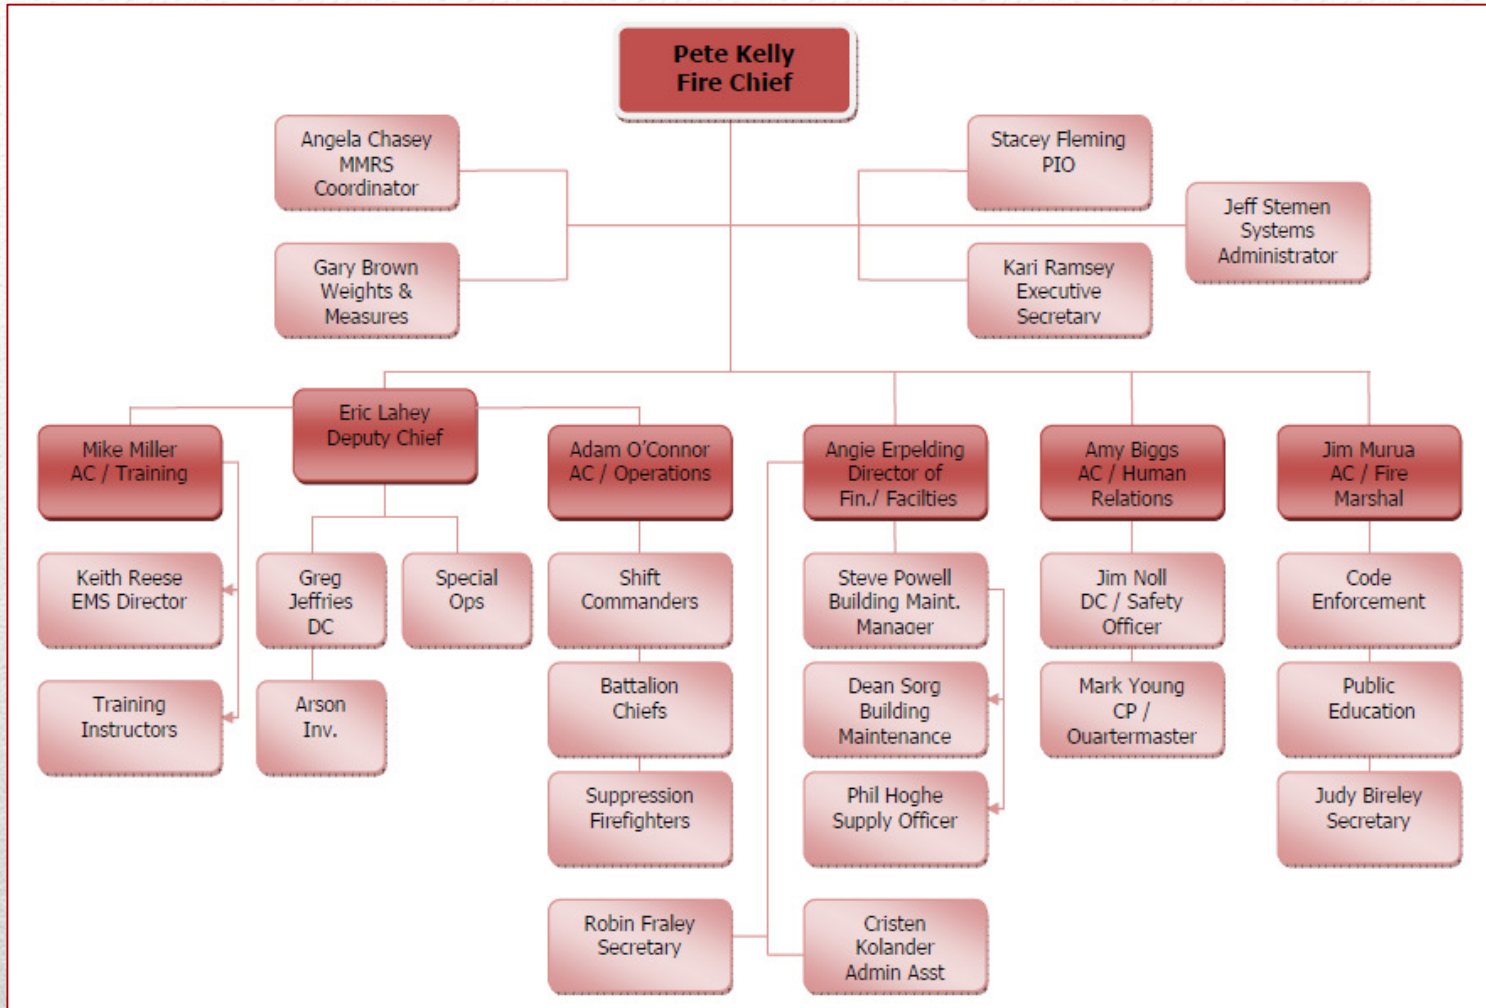 Pete Kelly
Fire Chief
Angela Chasey
MMRS
Coordinator
Stacey Fleming
PIO
Jeff Stemen
Systems
Administrator
Gary Brown
Weights &
Measures
Kari Ramsey
Executive
Secretary
Eric Lahey
Deputy Chief
Mike Miller
AC / Training
Adam O'Connor
AC / Operations
Angie Erpelding
Director of
Fin./ Facilties
Amy Biggs
AC / Human
Relations
Jim Murua
AC / Fire
Marshal
Keith Reese
EMS Director
Greg
Jeffries
DC
Special
Ops
Shift
Commanders
Steve Powell
Building Maint.
Manager
Jim Noll
DC / Safety
Officer
Code
Enforcement
Training
Instructors
Arson
Inv.
Battalion
Chiefs
Dean Sorg
Building
Maintenance
Mark Young
CP /
Quartermaster
Public
Education
Suppression
Firefighters
Phil Hoghe
Supply Officer
Judy Bireley
Secretary
Robin Fraley
Secretary
Cristen
Kolander
Admin Asst